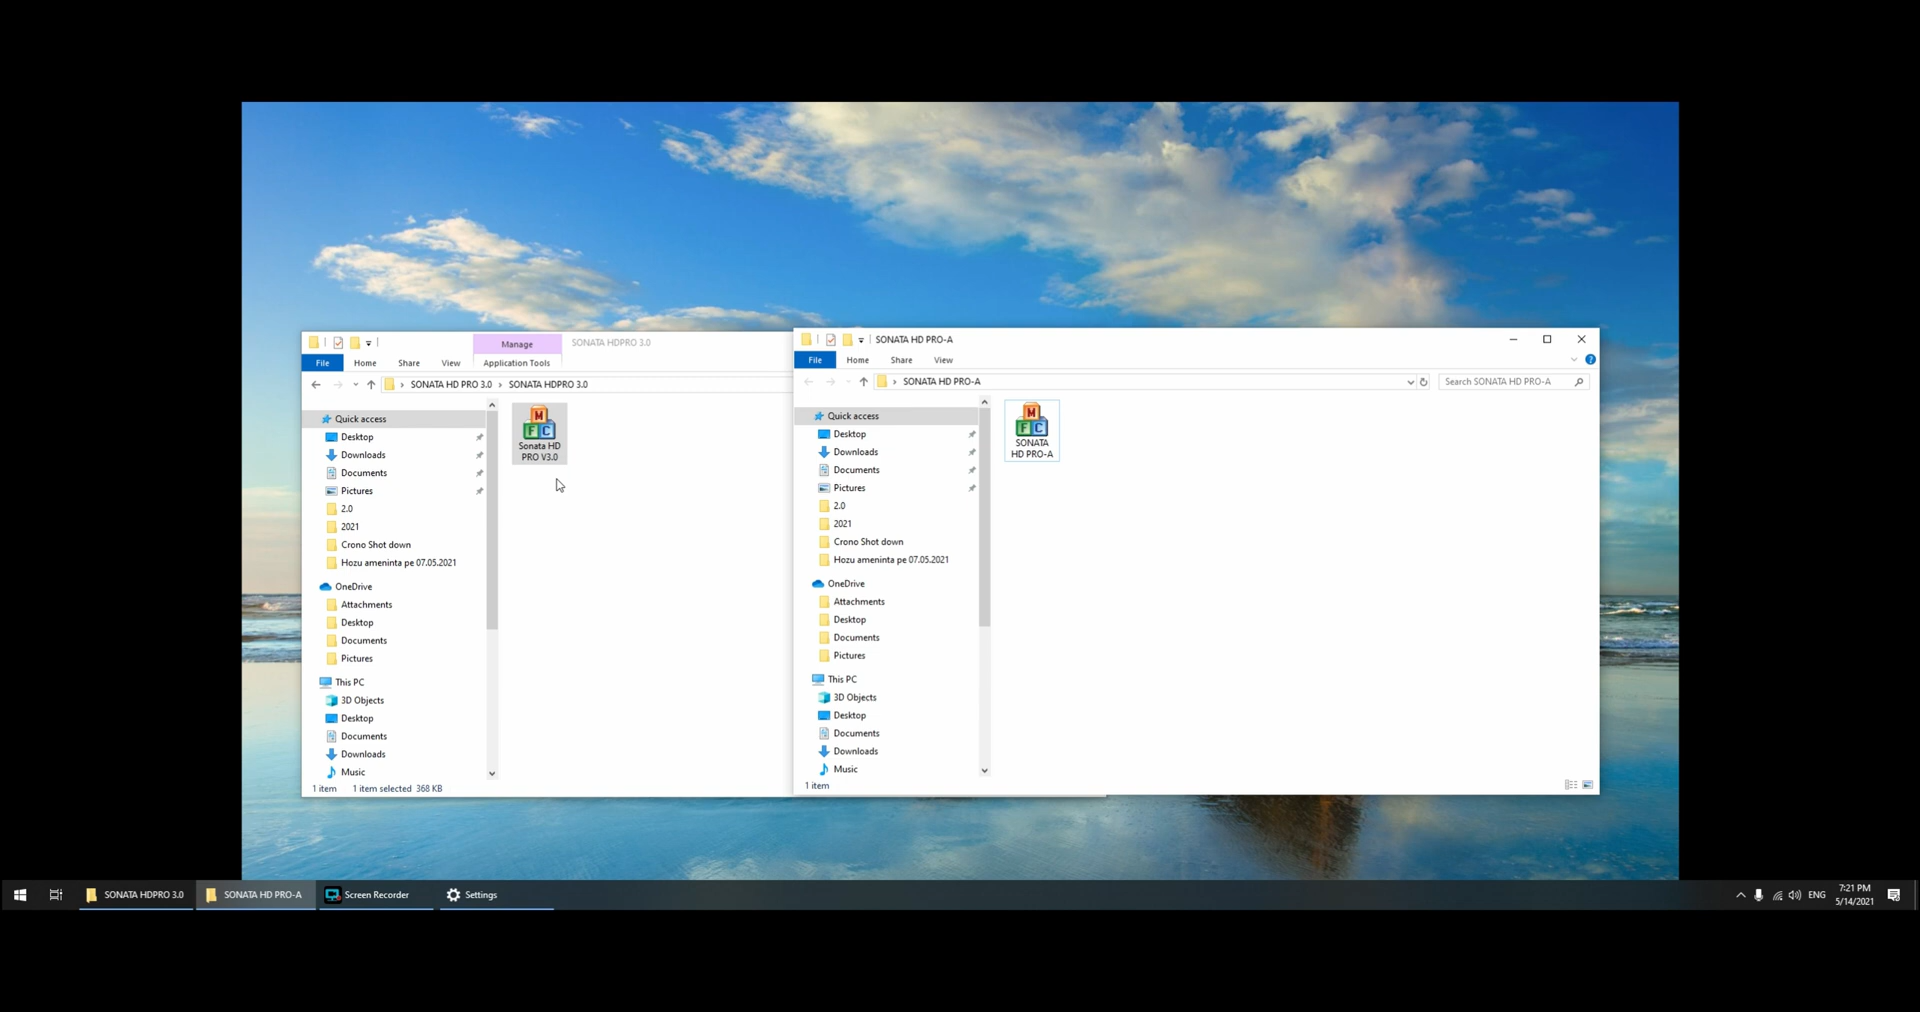 Manage
SONATA HDPRO 3.0
File
Home
Share
View
Application Tools
SONATA HD PRO 3.0 › SONATA HDPRO 3.0
Quick access
Desktop
Downloads
Documents
Pictures
2.0
2021
Crono Shot down
Hozu ameninta pe 07.05.2021
OneDrive
Attachments
Desktop
Documents
Pictures
This PC
3D Objects
Desktop
Documents
Downloads
Music
M
F C
Sonata HD
PRO V3.0
1 item
1 item selected 368 KB
SONATA HD PRO-A
File
Home
Share
View
› SONATA HD PRO-A
Search SONATA HD PRO-A
Quick access
Desktop
Downloads
Documents
Pictures
2.0
2021
Crono Shot down
Hozu ameninta pe 07.05.2021
OneDrive
Attachments
Desktop
Documents
Pictures
This PC
3D Objects
Desktop
Documents
Downloads
Music
M
F C
SONATA
HD PRO-A
1 item
SONATA HDPRO 3.0
SONATA HD PRO-A
Screen Recorder
Settings
ENG
7:21 PM
5/14/2021